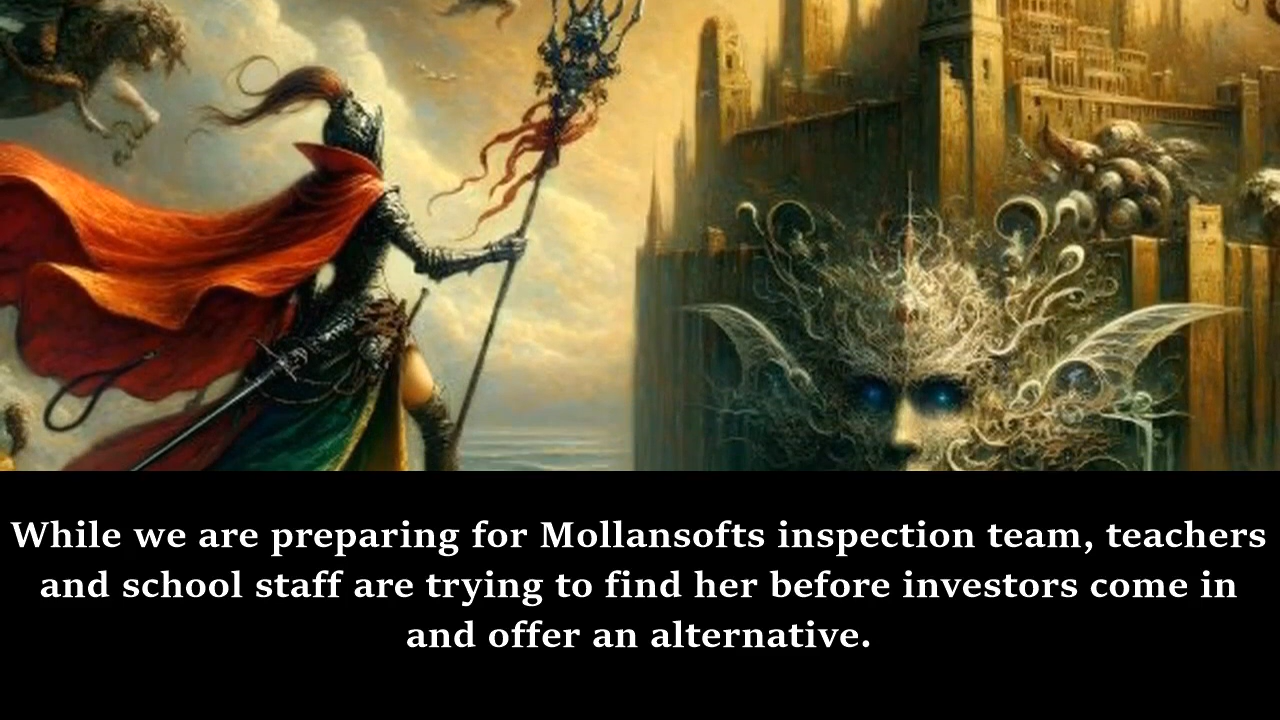 While we are preparing for Mollansofts inspection team, teachers
and school staff are trying to find her before investors come in
and offer an alternative.